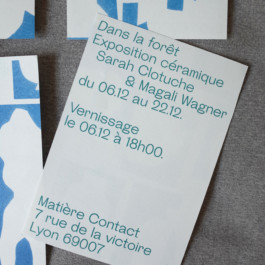 Dans la forêt
Exposition céramique
Sarah Clotuche
& Magali Wagner
du 06.12 au 22.12
Vernissage
le 06.12 à 18h00.
Matière Contact
7 rue de la victoire
Lyon 69007